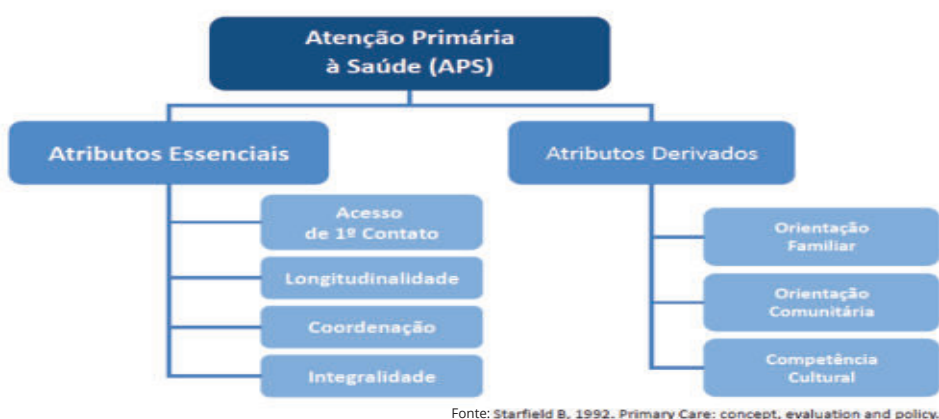 Atenção Primária
à Saúde (APS)
Atributos Essenciais
Acesso
de 1º Contato
Longitudinalidade
Coordenação
Integralidade
Atributos Derivados
Orientação
Familiar
Orientação
Comunitária
Competência
Cultural
Fonte: Starfield B, 1992. Primary Care: concept, evaluation and policy.